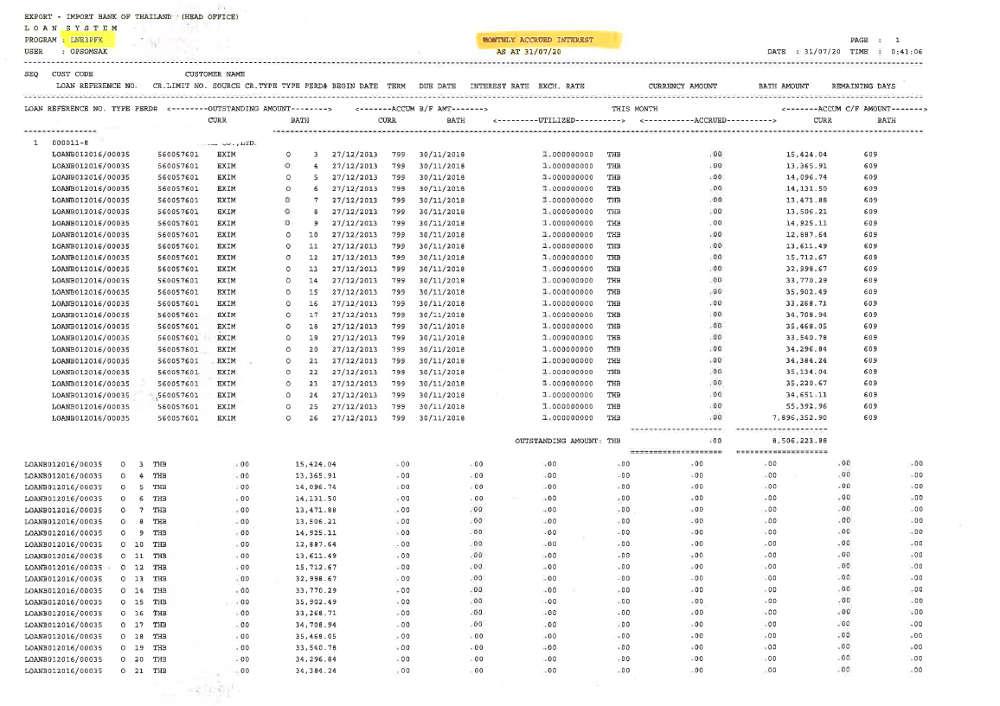 EXPORT - IMPORT BANK OF THAILAND (HEAD OFFICE)
L O A N   S Y S T E M
PROGRAM : LNE3PFK MONTHLY ACCRUED INTEREST PAGE : 1
USER : OPSOMSAK AS AT 31/07/20 DATE : 31/07/20 TIME : 0:41:06
SEQ CUST CODE CUSTOMER NAME
LOAN REFERENCE NO. CR.LIMIT NO. SOURCE CR.TYPE TYPE PERD# BEGIN DATE TERM DUE DATE INTEREST RATE EXCH. RATE CURRENCY AMOUNT BATH AMOUNT REMAINING DAYS
LOAN REFERENCE NO. TYPE PERD# <--------OUTSTANDING AMOUNT--------> <-------ACCUM B/F AMT-------> THIS MONTH <-------ACCUM C/F AMOUNT------->
CURR BATH CURR BATH <---------UTILIZED----------> <-----------ACCRUED----------> CURR BATH
1 000011-8 CO.,LTD.
LOANB012016/00035 560057601 EXIM O 3 27/12/2013 799 30/11/2018 1.000000000 THB .00 15,424.04 609
LOANB012016/00035 560057601 EXIM O 4 27/12/2013 799 30/11/2018 1.000000000 THB .00 13,365.91 609
LOANB012016/00035 560057601 EXIM O 5 27/12/2013 799 30/11/2018 1.000000000 THB .00 14,096.74 609
LOANB012016/00035 560057601 EXIM O 6 27/12/2013 799 30/11/2018 1.000000000 THB .00 14,131.50 609
LOANB012016/00035 560057601 EXIM O 7 27/12/2013 799 30/11/2018 1.000000000 THB .00 13,471.88 609
LOANB012016/00035 560057601 EXIM O 8 27/12/2013 799 30/11/2018 1.000000000 THB .00 13,506.21 609
LOANB012016/00035 560057601 EXIM O 9 27/12/2013 799 30/11/2018 1.000000000 THB .00 14,925.11 609
LOANB012016/00035 560057601 EXIM O 10 27/12/2013 799 30/11/2018 1.000000000 THB .00 12,887.64 609
LOANB012016/00035 560057601 EXIM O 11 27/12/2013 799 30/11/2018 1.000000000 THB .00 13,611.49 609
LOANB012016/00035 560057601 EXIM O 12 27/12/2013 799 30/11/2018 1.000000000 THB .00 15,712.67 609
LOANB012016/00035 560057601 EXIM O 13 27/12/2013 799 30/11/2018 1.000000000 THB .00 32,998.67 609
LOANB012016/00035 560057601 EXIM O 14 27/12/2013 799 30/11/2018 1.000000000 THB .00 33,770.29 609
LOANB012016/00035 560057601 EXIM O 15 27/12/2013 799 30/11/2018 1.000000000 THB .00 35,902.49 609
LOANB012016/00035 560057601 EXIM O 16 27/12/2013 799 30/11/2018 1.000000000 THB .00 33,268.71 609
LOANB012016/00035 560057601 EXIM O 17 27/12/2013 799 30/11/2018 1.000000000 THB .00 34,708.94 609
LOANB012016/00035 560057601 EXIM O 18 27/12/2013 799 30/11/2018 1.000000000 THB .00 35,468.05 609
LOANB012016/00035 560057601 EXIM O 19 27/12/2013 799 30/11/2018 1.000000000 THB .00 33,540.78 609
LOANB012016/00035 560057601 EXIM O 20 27/12/2013 799 30/11/2018 1.000000000 THB .00 34,296.84 609
LOANB012016/00035 560057601 EXIM O 21 27/12/2013 799 30/11/2018 1.000000000 THB .00 34,384.24 609
LOANB012016/00035 560057601 EXIM O 22 27/12/2013 799 30/11/2018 1.000000000 THB .00 35,134.04 609
LOANB012016/00035 560057601 EXIM O 23 27/12/2013 799 30/11/2018 1.000000000 THB .00 35,220.67 609
LOANB012016/00035 560057601 EXIM O 24 27/12/2013 799 30/11/2018 1.000000000 THB .00 34,651.11 609
LOANB012016/00035 560057601 EXIM O 25 27/12/2013 799 30/11/2018 1.000000000 THB .00 55,392.96 609
LOANB012016/00035 560057601 EXIM O 26 27/12/2013 799 30/11/2018 1.000000000 THB .00 7,896,352.90 609
OUTSTANDING AMOUNT: THB .00 8,506,223.88
LOANB012016/00035 O 3 THB .00 15,424.04 .00 .00 .00 .00 .00 .00 .00 .00
LOANB012016/00035 O 4 THB .00 13,365.91 .00 .00 .00 .00 .00 .00 .00 .00
LOANB012016/00035 O 5 THB .00 14,096.74 .00 .00 .00 .00 .00 .00 .00 .00
LOANB012016/00035 O 6 THB .00 14,131.50 .00 .00 .00 .00 .00 .00 .00 .00
LOANB012016/00035 O 7 THB .00 13,471.88 .00 .00 .00 .00 .00 .00 .00 .00
LOANB012016/00035 O 8 THB .00 13,506.21 .00 .00 .00 .00 .00 .00 .00 .00
LOANB012016/00035 O 9 THB .00 14,925.11 .00 .00 .00 .00 .00 .00 .00 .00
LOANB012016/00035 O 10 THB .00 12,887.64 .00 .00 .00 .00 .00 .00 .00 .00
LOANB012016/00035 O 11 THB .00 13,611.49 .00 .00 .00 .00 .00 .00 .00 .00
LOANB012016/00035 O 12 THB .00 15,712.67 .00 .00 .00 .00 .00 .00 .00 .00
LOANB012016/00035 O 13 THB .00 32,998.67 .00 .00 .00 .00 .00 .00 .00 .00
LOANB012016/00035 O 14 THB .00 33,770.29 .00 .00 .00 .00 .00 .00 .00 .00
LOANB012016/00035 O 15 THB .00 35,902.49 .00 .00 .00 .00 .00 .00 .00 .00
LOANB012016/00035 O 16 THB .00 33,268.71 .00 .00 .00 .00 .00 .00 .00 .00
LOANB012016/00035 O 17 THB .00 34,708.94 .00 .00 .00 .00 .00 .00 .00 .00
LOANB012016/00035 O 18 THB .00 35,468.05 .00 .00 .00 .00 .00 .00 .00 .00
LOANB012016/00035 O 19 THB .00 33,540.78 .00 .00 .00 .00 .00 .00 .00 .00
LOANB012016/00035 O 20 THB .00 34,296.84 .00 .00 .00 .00 .00 .00 .00 .00
LOANB012016/00035 O 21 THB .00 34,384.24 .00 .00 .00 .00 .00 .00 .00 .00